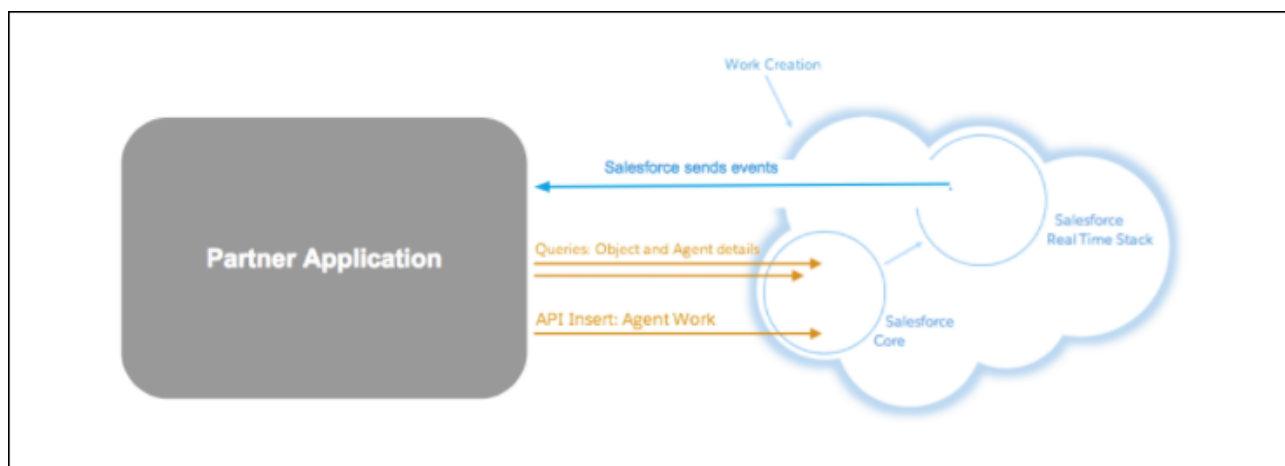 Work Creation
Salesforce sends events
Partner Application
Queries: Object and Agent details
API Insert: Agent Work
Salesforce
Real Time Stack
Salesforce
Core